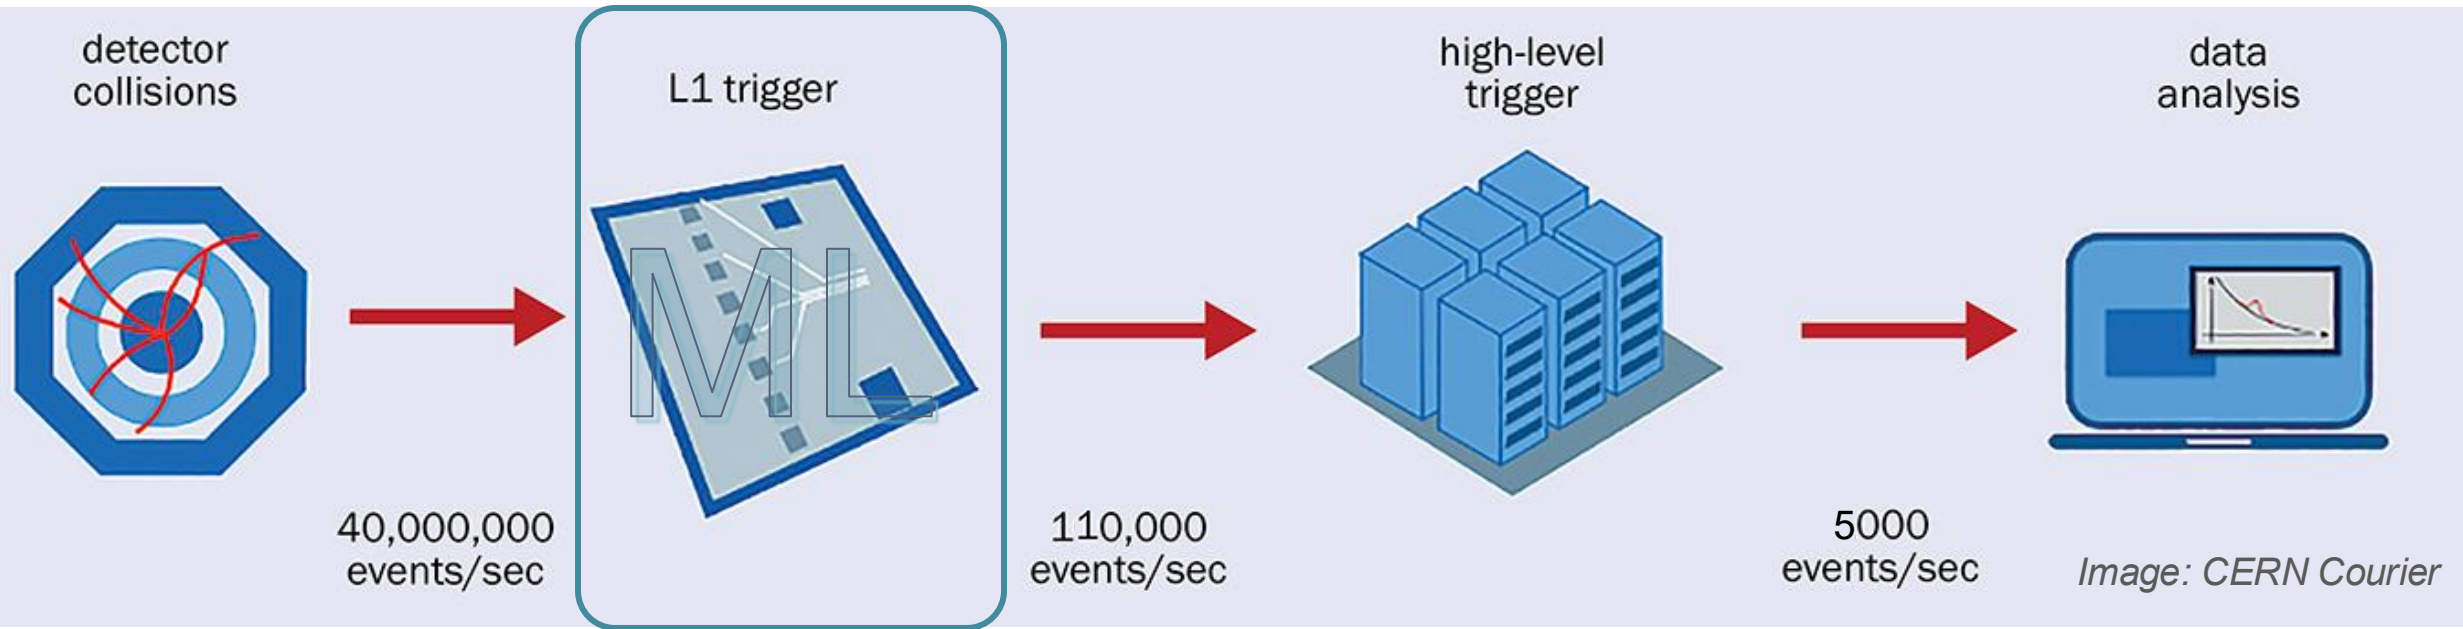 detector
collisions
L1 trigger
high-level
trigger
data
analysis
ML
40,000,000
events/sec
110,000
events/sec
5000
events/sec
Image: CERN Courier